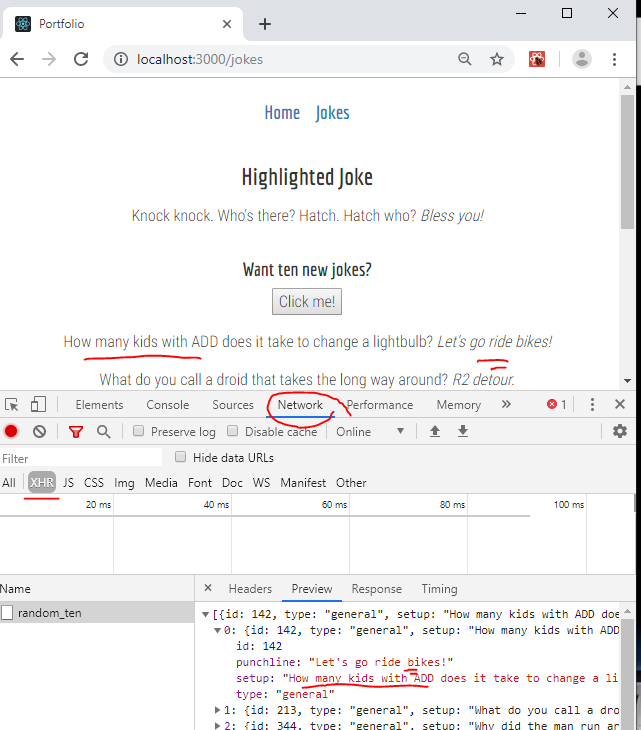 Portfolio
localhost:3000/jokes
Home Jokes
Highlighted Joke
Knock knock. Who's there? Hatch. Hatch who? Bless you!
Want ten new jokes?
Click me!
How many kids with ADD does it take to change a lightbulb? Let's go ride bikes!
What do you call a droid that takes the long way around? R2 detour.
Elements Console Sources Network Performance Memory » 1
Preserve log Disable cache Online
Filter Hide data URLs
All XHR JS CSS Img Media Font Doc WS Manifest Other
20 ms 40 ms 60 ms 80 ms 100 ms
Name Headers Preview Response Timing
random_ten
[{id: 142, type: "general", setup: "How many kids with ADD doe
0: {id: 142, type: "general", setup: "How many kids with ADD
id: 142
punchline: "Let's go ride bikes!"
setup: "How many kids with ADD does it take to change a li
type: "general"
1: {id: 213, type: "general", setup: "What do you call a dro
2: {id: 344, type: "general", setup: "Why did the man run ar